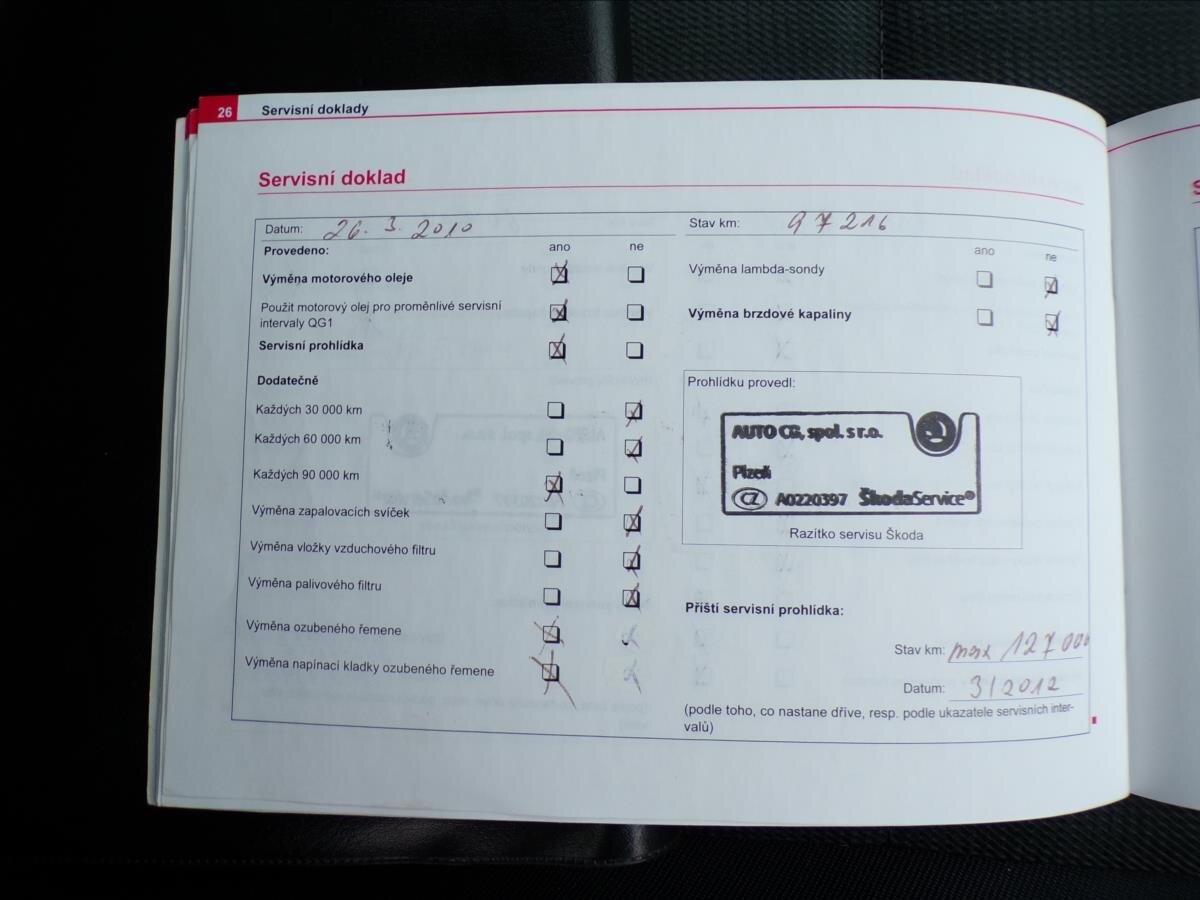 26 Servisní doklady
Servisní doklad
Datum: 26. 3. 2010
Provedeno: ano ne
Výměna motorového oleje
Použit motorový olej pro proměnlivé servisní
intervaly QG1
Servisní prohlídka
Dodatečně
Každých 30 000 km
Každých 60 000 km
Každých 90 000 km
Výměna zapalovacích svíček
Výměna vložky vzduchového filtru
Výměna palivového filtru
Výměna ozubeného řemene
Výměna napínací kladky ozubeného řemene
Stav km: 97216
ano ne
Výměna lambda-sondy
Výměna brzdové kapaliny
Prohlídku provedl:
AUTO CG, spol. s r.o.
Plzeň
CZ A0220397 ŠkodaService®
Razítko servisu Škoda
Příští servisní prohlídka:
Stav km: max 127 000
Datum: 3/2012
(podle toho, co nastane dříve, resp. podle ukazatele servisních inter-
valů)